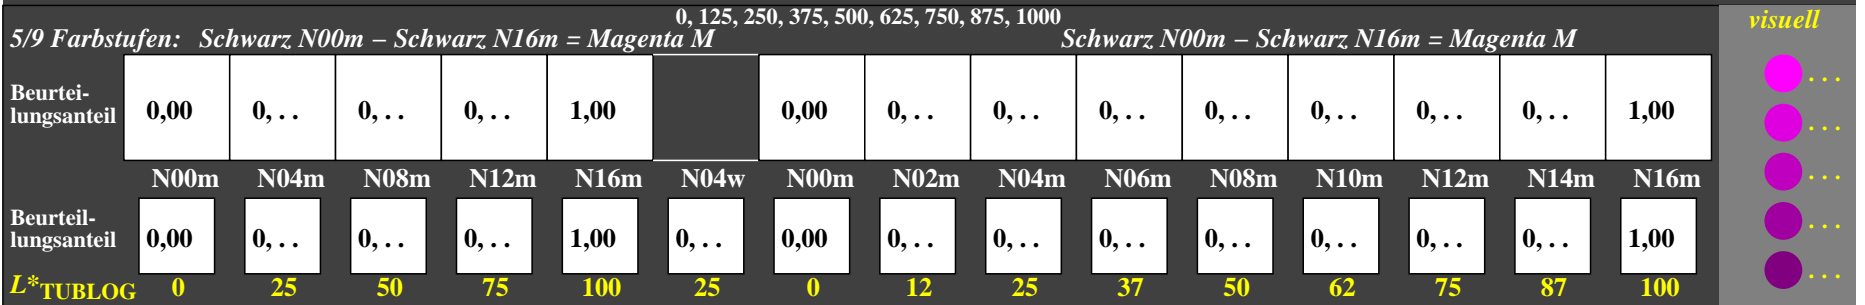 0, 125, 250, 375, 500, 625, 750, 875, 1000
visuell
5/9 Farbstufen: Schwarz N00m – Schwarz N16m = Magenta M Schwarz N00m – Schwarz N16m = Magenta M
Beurtei-
lungsanteil 0,00 0, . . 0, . . 0, . . 1,00 0,00 0, . . 0, . . 0, . . 0, . . 0, . . 0, . . 0, . . 1,00
N00m N04m N08m N12m N16m N04w N00m N02m N04m N06m N08m N10m N12m N14m N16m
Beurteil-
lungsanteil 0,00 0, . . 0, . . 0, . . 1,00 0, . . 0,00 0, . . 0, . . 0, . . 0, . . 0, . . 0, . . 0, . . 1,00
L*TUBLOG 0 25 50 75 100 25 0 12 25 37 50 62 75 87 100
. . .
. . .
. . .
. . .
. . .